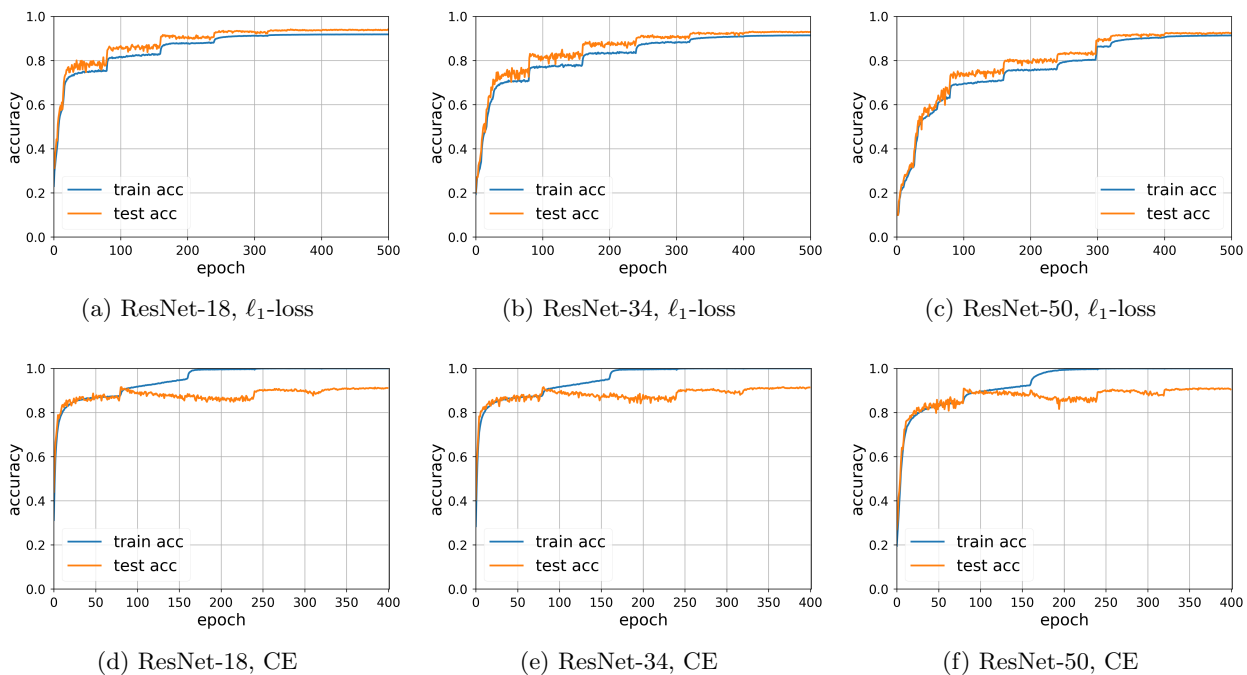 1.0
0.8
0.6
0.4
0.2
0.0
accuracy
train acc
test acc
0 100 200 300 400 500
epoch
(a) ResNet-18, ℓ₁-loss
1.0
0.8
0.6
0.4
0.2
0.0
accuracy
train acc
test acc
0 100 200 300 400 500
epoch
(b) ResNet-34, ℓ₁-loss
1.0
0.8
0.6
0.4
0.2
0.0
accuracy
train acc
test acc
0 100 200 300 400 500
epoch
(c) ResNet-50, ℓ₁-loss
1.0
0.8
0.6
0.4
0.2
0.0
accuracy
train acc
test acc
0 50 100 150 200 250 300 350 400
epoch
(d) ResNet-18, CE
1.0
0.8
0.6
0.4
0.2
0.0
accuracy
train acc
test acc
0 50 100 150 200 250 300 350 400
epoch
(e) ResNet-34, CE
1.0
0.8
0.6
0.4
0.2
0.0
accuracy
train acc
test acc
0 50 100 150 200 250 300 350 400
epoch
(f) ResNet-50, CE